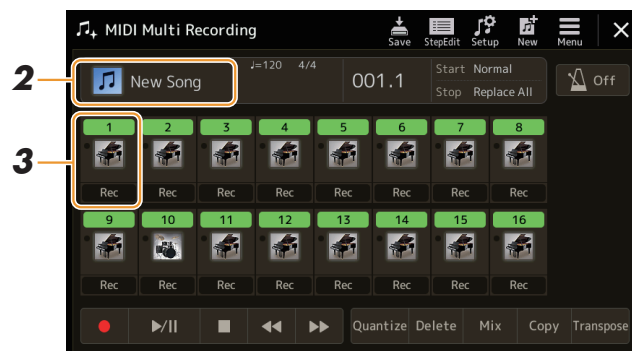 MIDI Multi Recording
Save StepEdit Setup New Menu
2
New Song
♩=120 4/4
001.1
Start Normal
Stop Replace All
Off
3
1 2 3 4 5 6 7 8
Rec Rec Rec Rec Rec Rec Rec Rec
9 10 11 12 13 14 15 16
Rec Rec Rec Rec Rec Rec Rec Rec
Quantize Delete Mix Copy Transpose